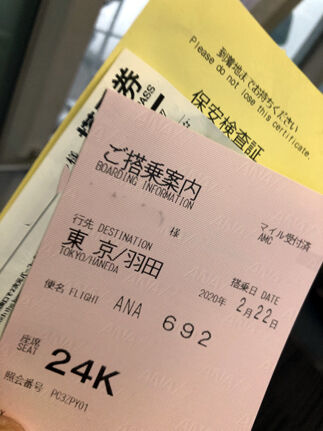 到着地までお持ちください
Please do not lose this certificate.
保安検査証
券
PASS
様
ご搭乗案内
BOARDING INFORMATION
様
マイル受付済
AMC
行先 DESTINATION
東 京/羽田
TOKYO/HANEDA
搭乗日 DATE
2020年 2月22日
便名 FLIGHT ANA 692
座席
SEAT 24K
照会番号 PC3ZPY01